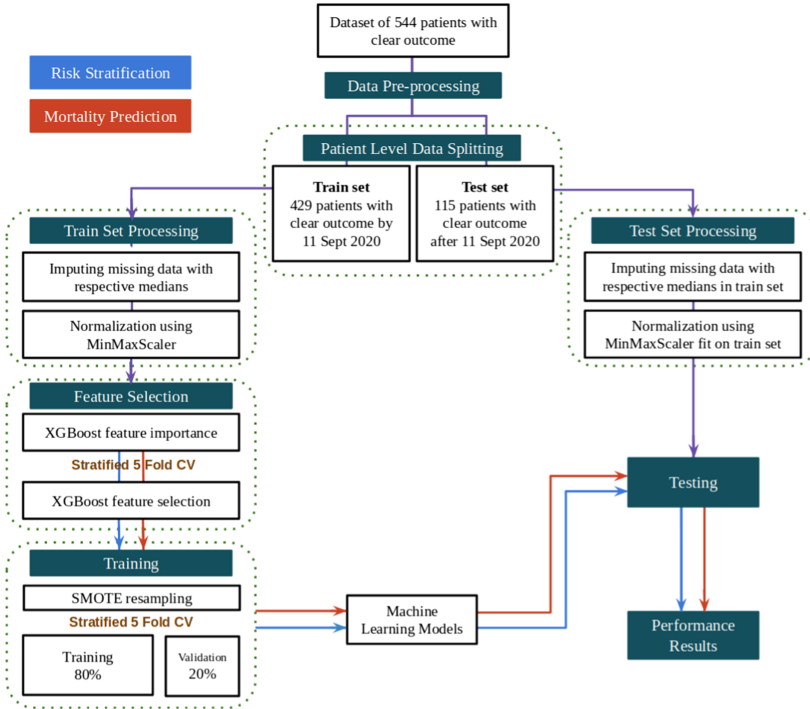 Dataset of 544 patients with
clear outcome
Risk Stratification
Data Pre-processing
Mortality Prediction
Patient Level Data Splitting
Train set
429 patients with
clear outcome by
11 Sept 2020
Test set
115 patients with
clear outcome
after 11 Sept 2020
Train Set Processing
Imputing missing data with
respective medians
Normalization using
MinMaxScaler
Test Set Processing
Imputing missing data with
respective medians in train set
Normalization using
MinMaxScaler fit on train set
Feature Selection
XGBoost feature importance
Stratified 5 Fold CV
XGBoost feature selection
Training
SMOTE resampling
Stratified 5 Fold CV
Training
80%
Validation
20%
Machine
Learning Models
Testing
Performance
Results